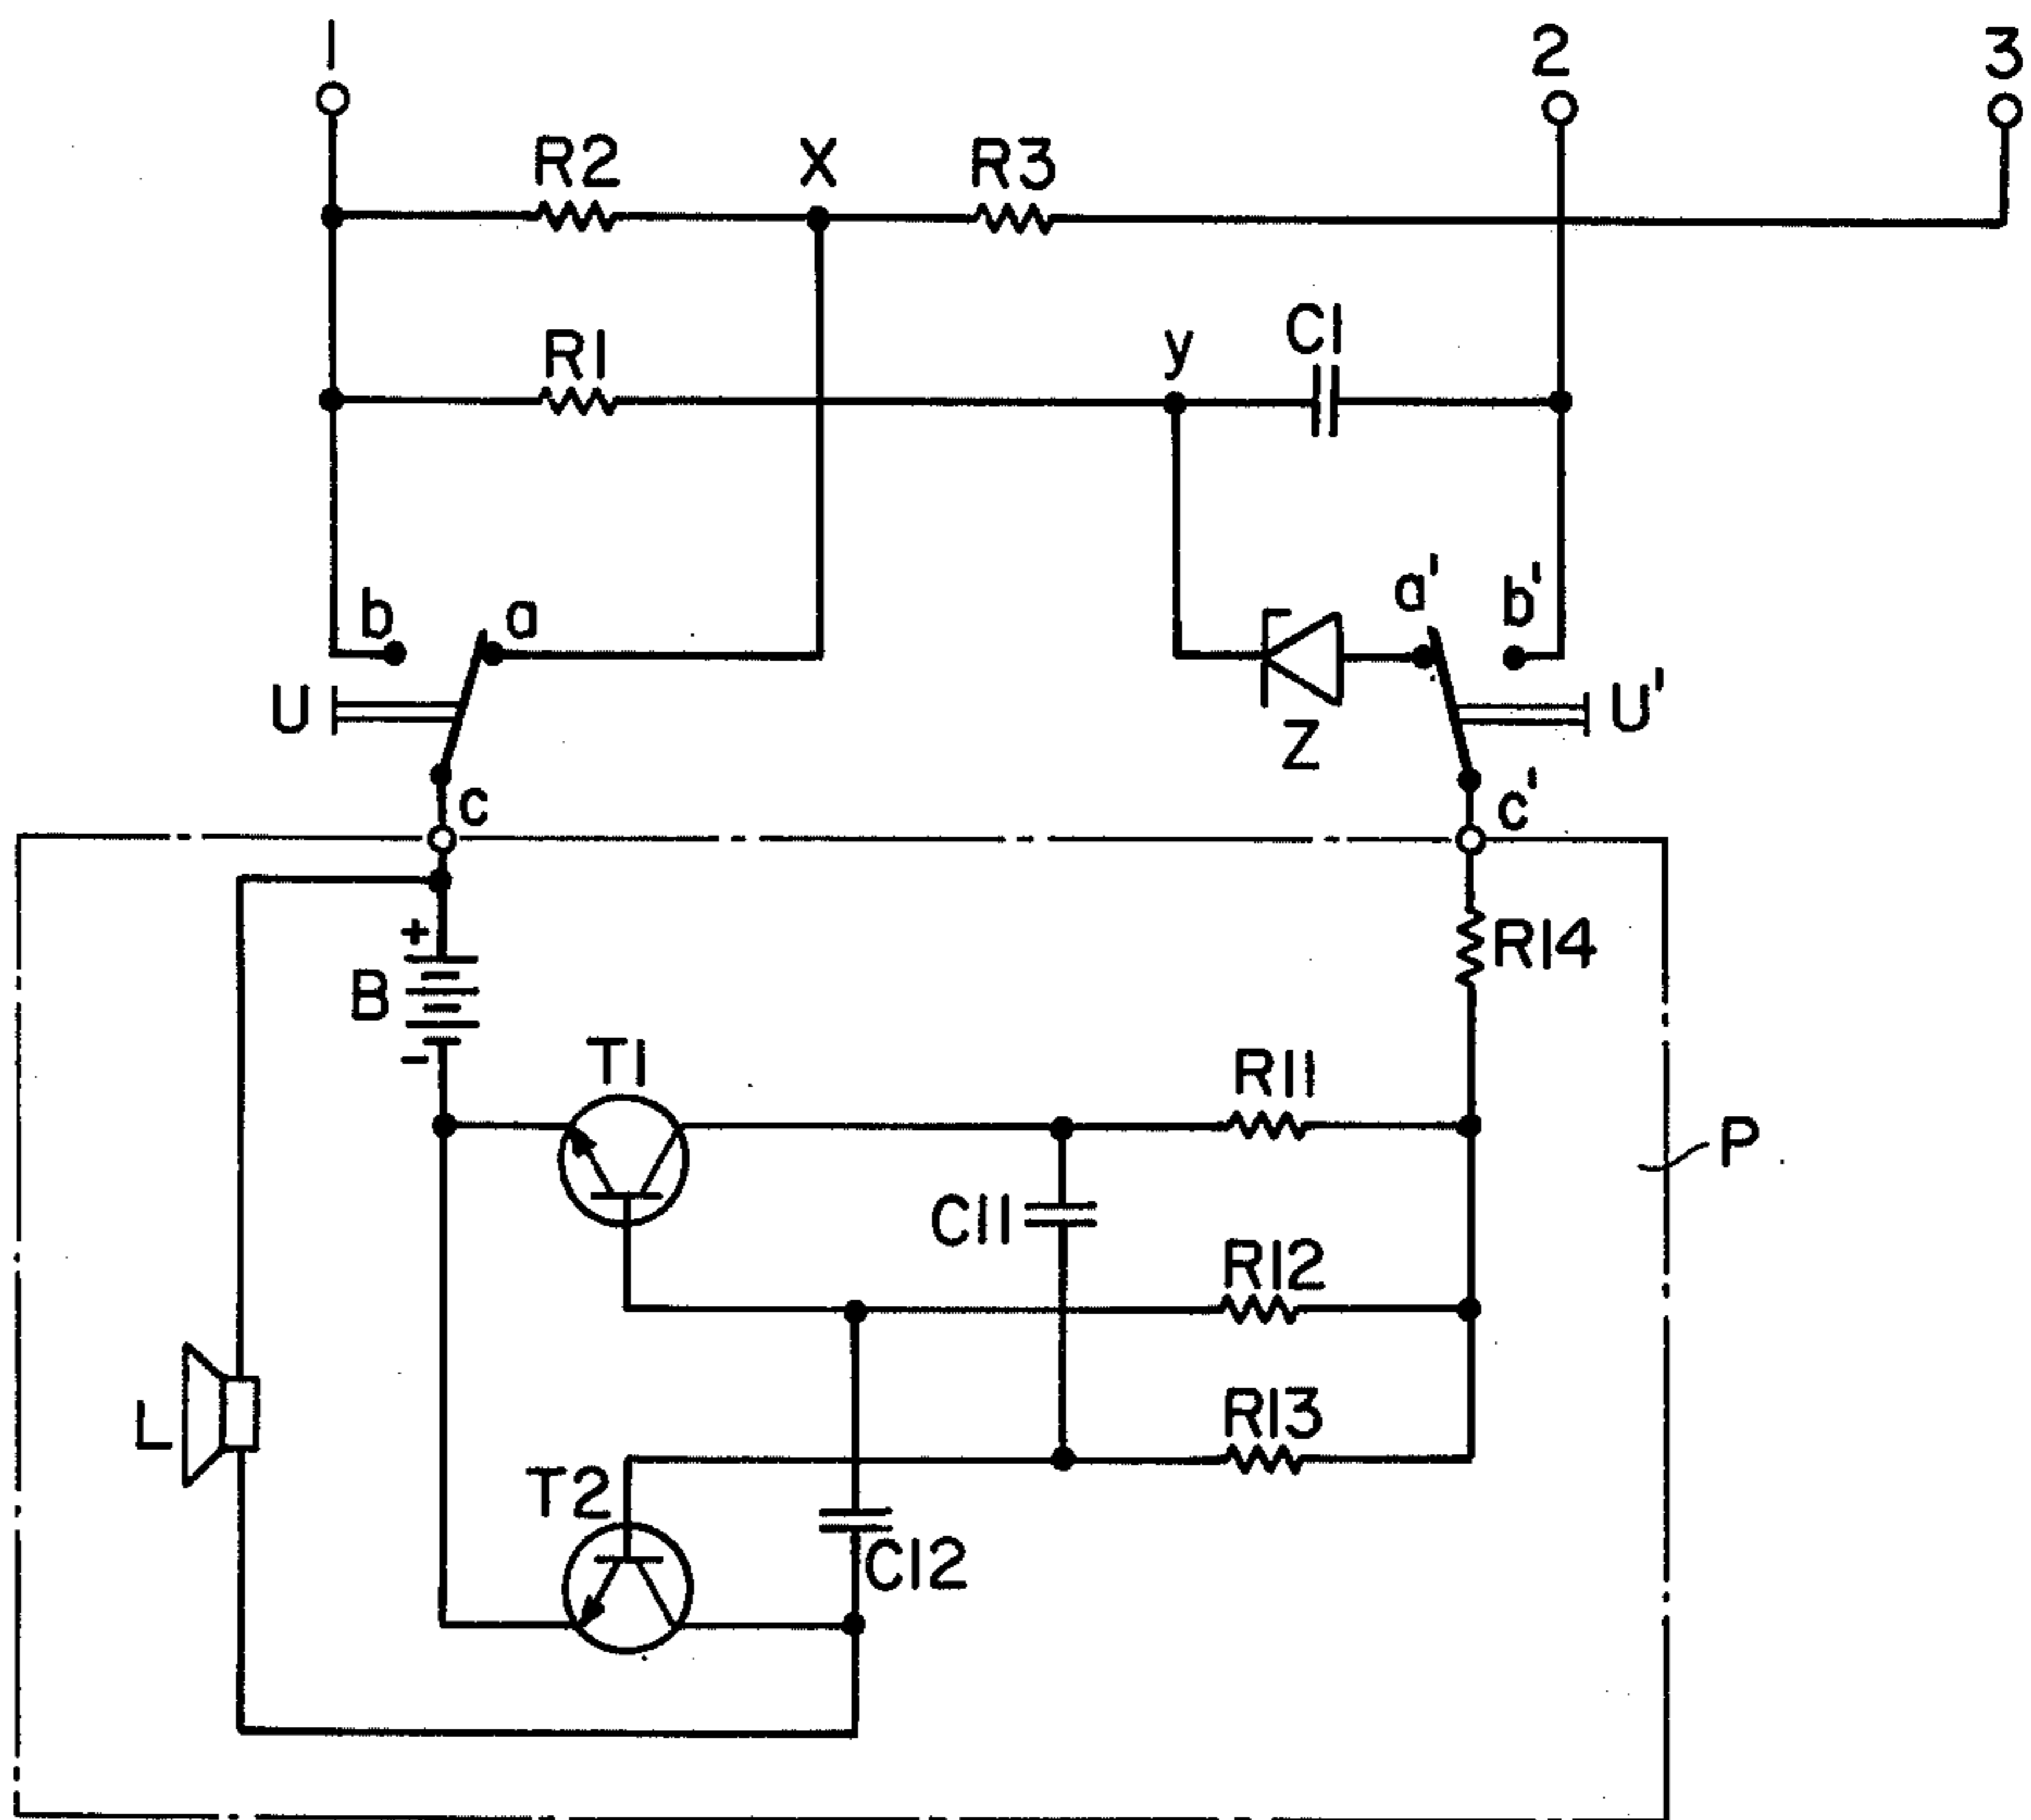 1 2 3
R2 X R3
R1 y C1
b a a' b'
U Z U'
c c'
+
B
-
R14
T1 R11
P
C11
R12
L
R13
T2
C12